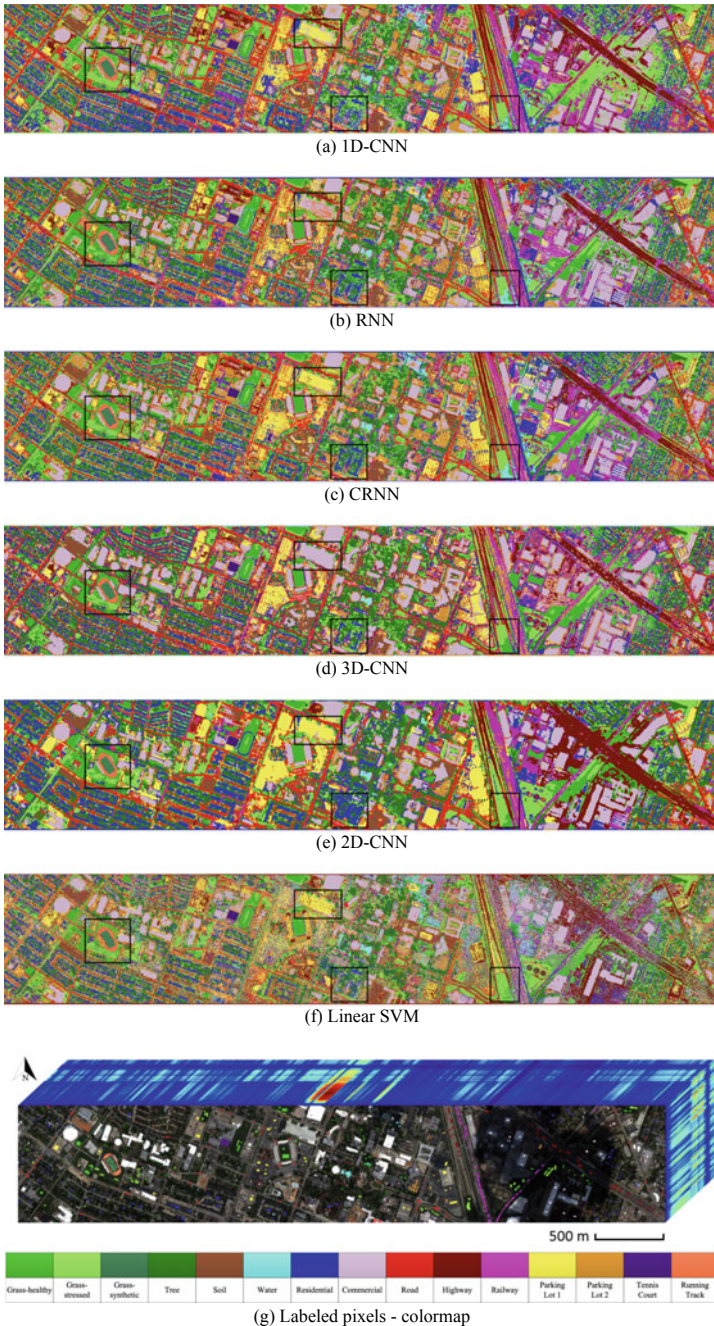 (a) 1D-CNN
(b) RNN
(c) CRNN
(d) 3D-CNN
(e) 2D-CNN
(f) Linear SVM
N
500 m
Grass-healthy
Grass-
stressed
Grass-
synthetic
Tree
Soil
Water
Residential
Commercial
Road
Highway
Railway
Parking
Lot 1
Parking
Lot 2
Tennis
Court
Running
Track
(g) Labeled pixels - colormap